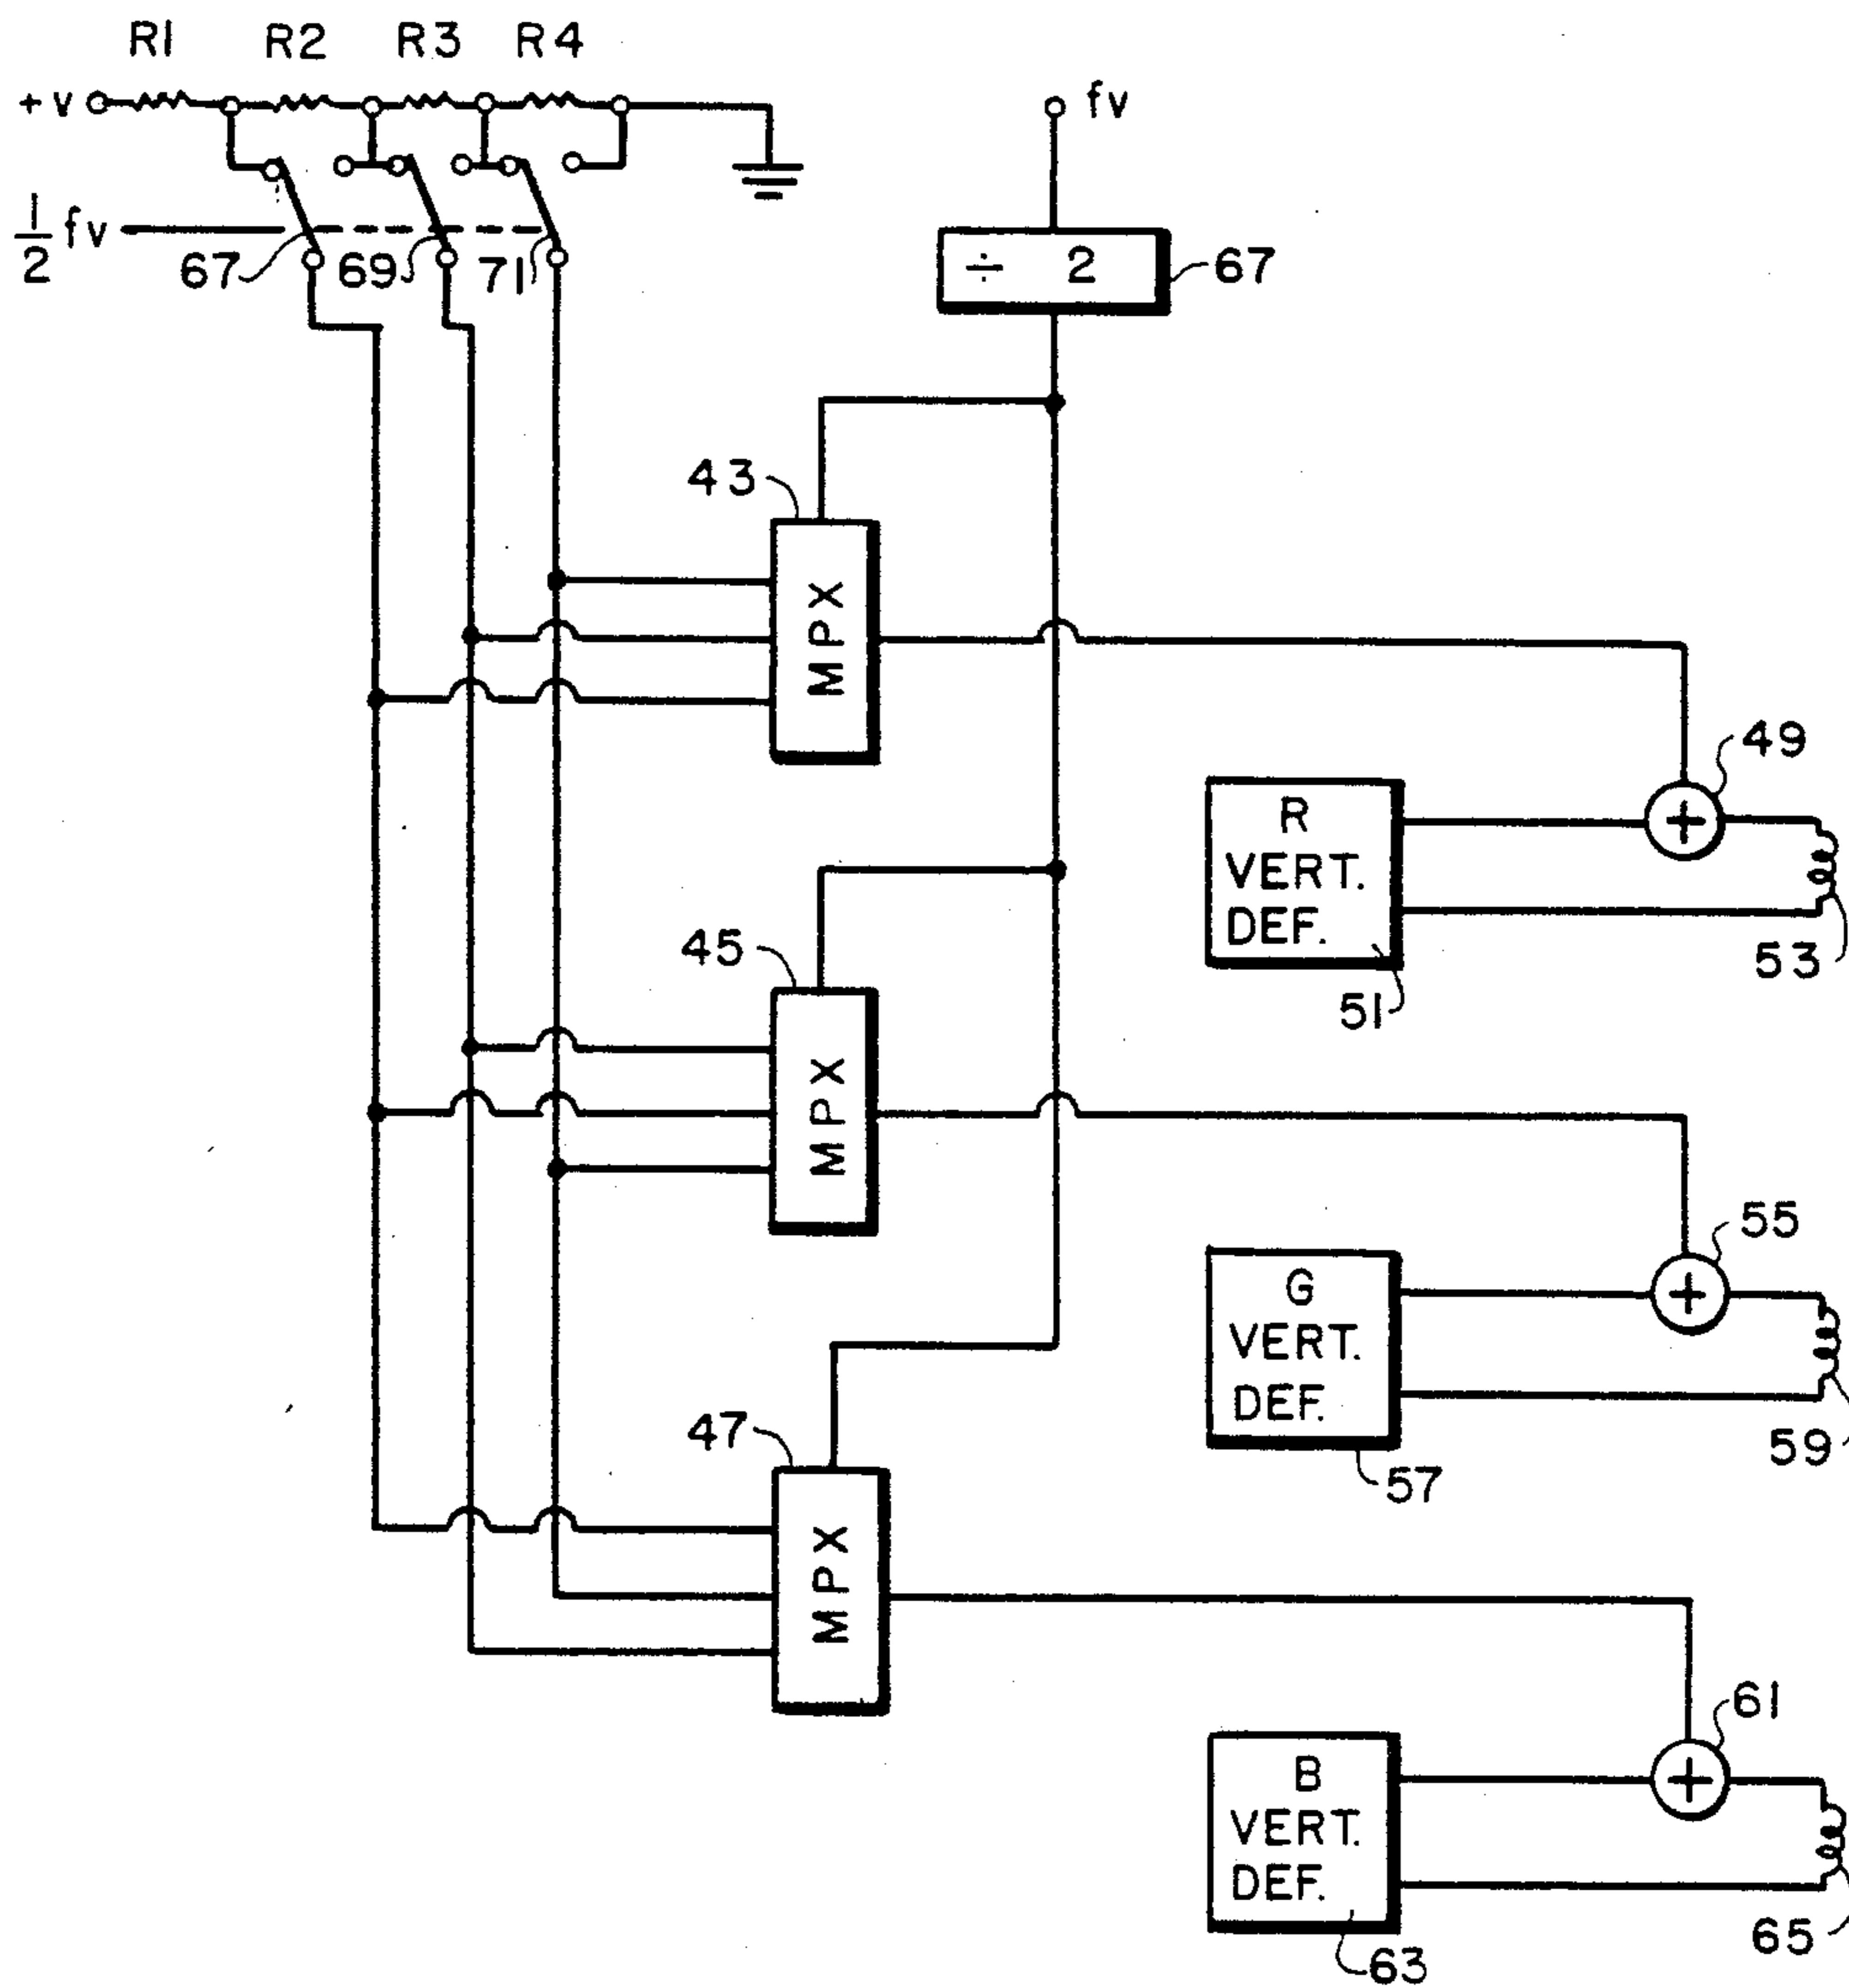 R1 R2 R3 R4
+v
fv
1/2 fv
67 69 71
÷ 2
67
43
MPX
49
R
VERT.
DEF.
53
51
45
MPX
55
G
VERT.
DEF.
59
57
47
MPX
61
B
VERT.
DEF.
65
63